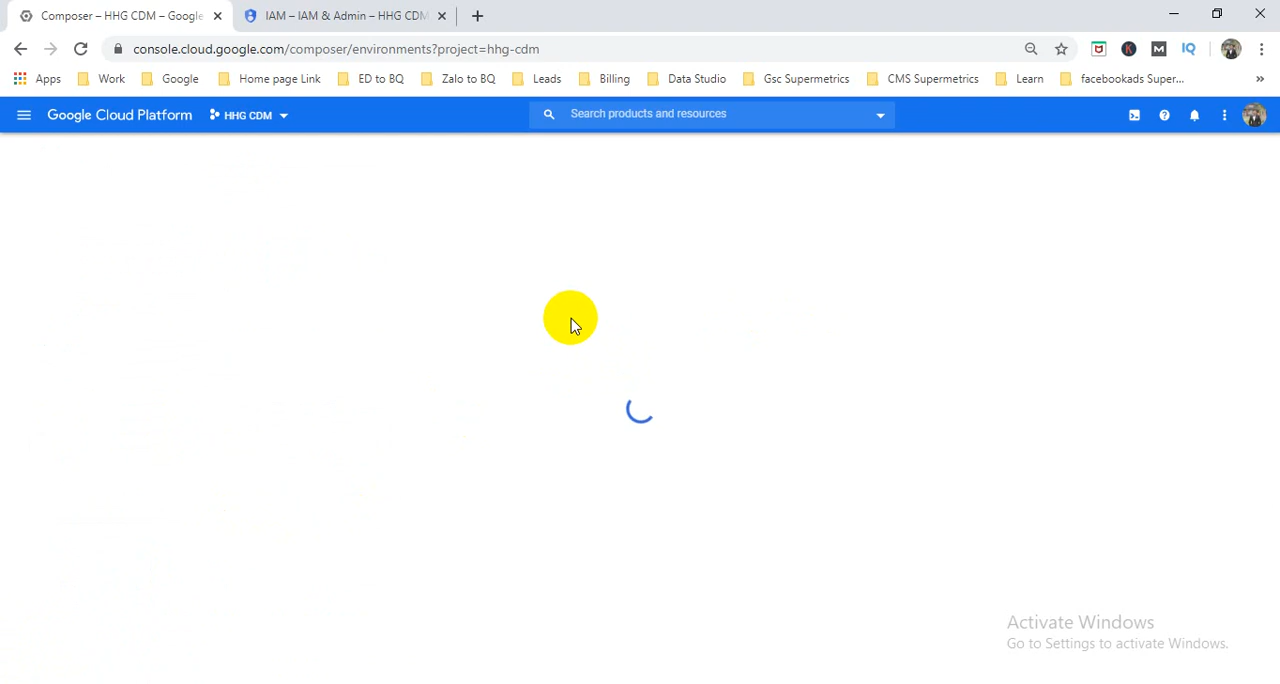 Composer – HHG CDM – Google
IAM – IAM & Admin – HHG CDM
console.cloud.google.com/composer/environments?project=hhg-cdm
Apps Work Google Home page Link ED to BQ Zalo to BQ Leads Billing Data Studio Gsc Supermetrics CMS Supermetrics Learn facebookads Super... »
Google Cloud Platform HHG CDM Search products and resources
Activate Windows
Go to Settings to activate Windows.